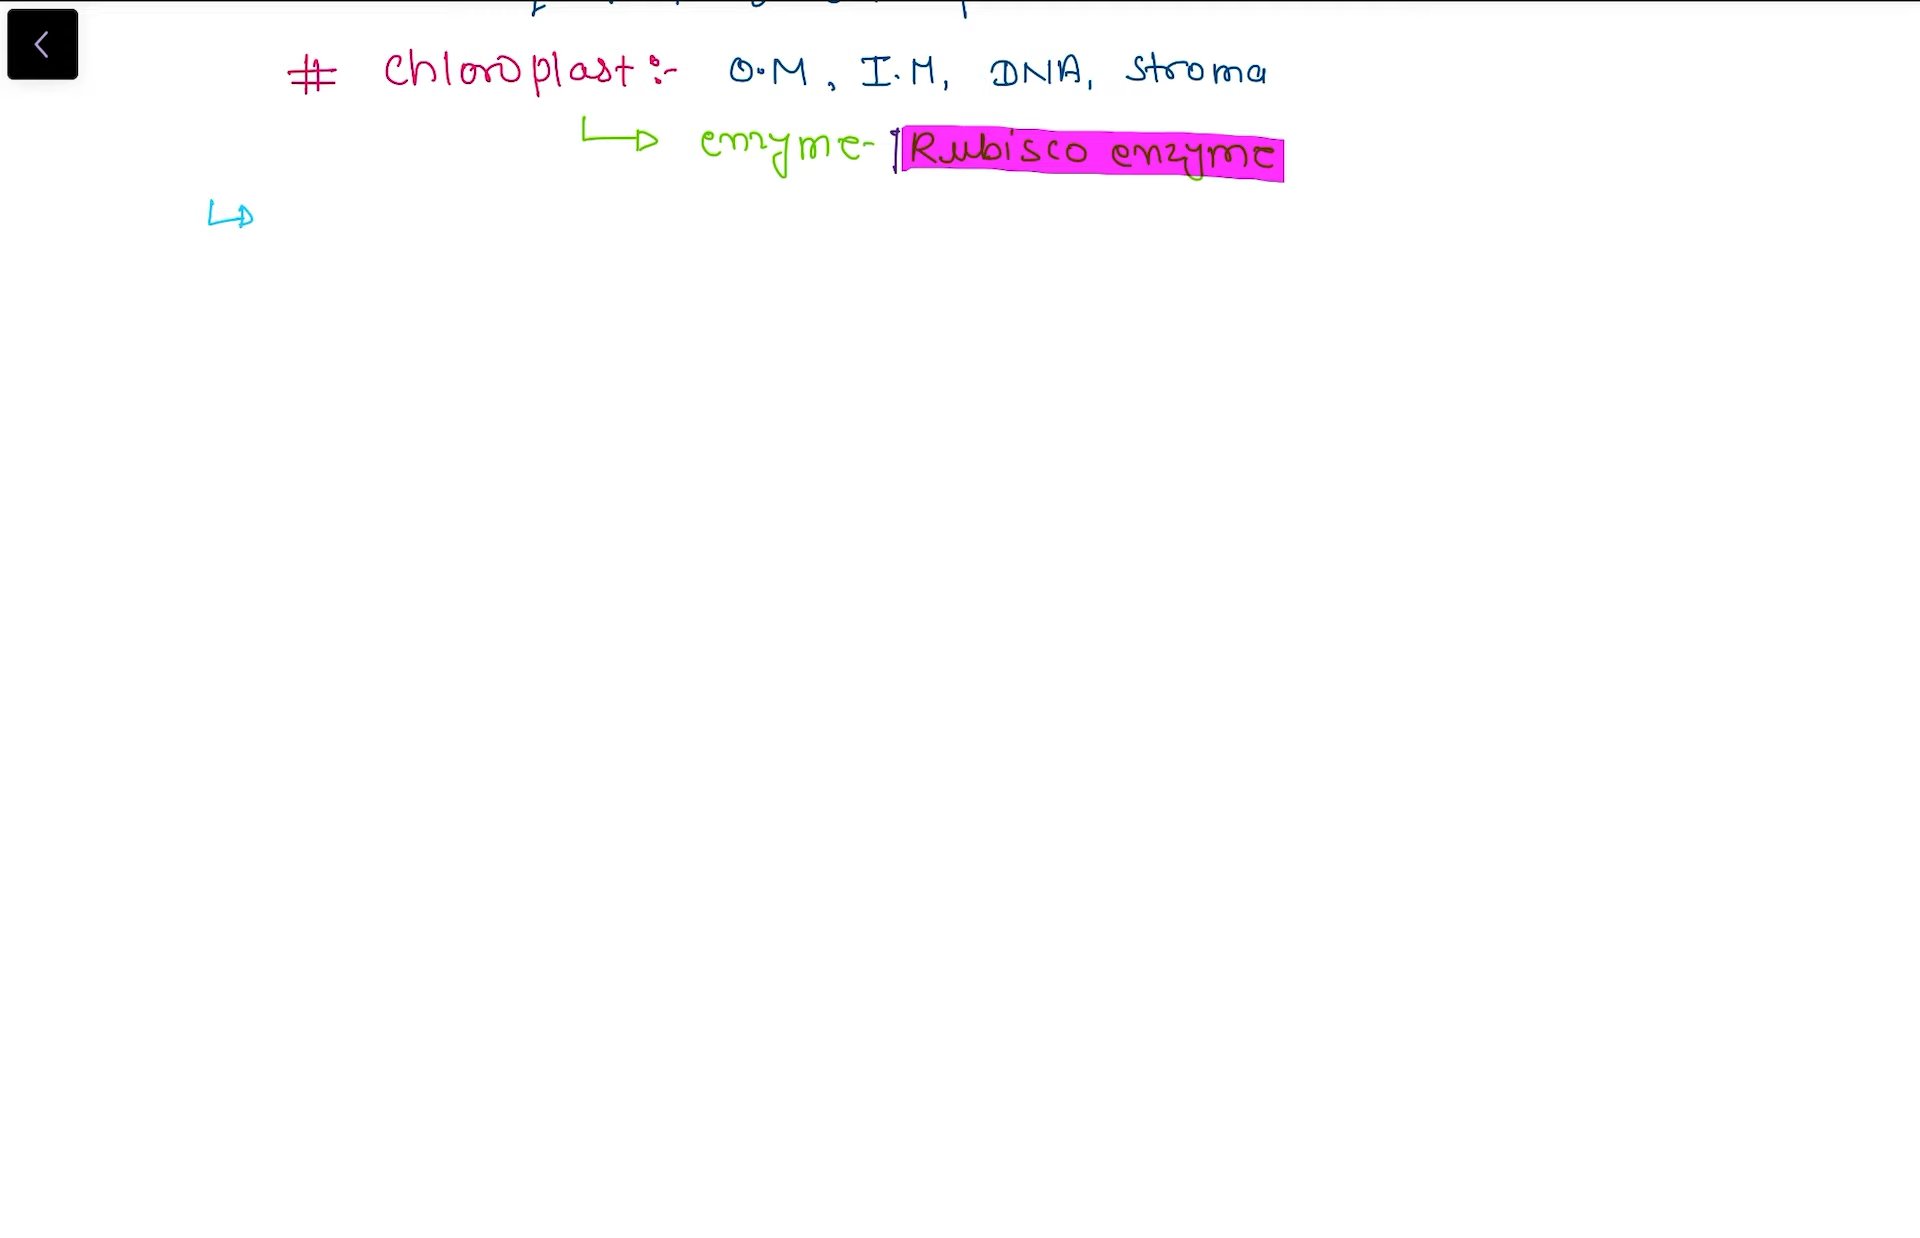 # Chloroplast :- O.M, I.M, DNA, Stroma
enzyme - Rubisco enzyme